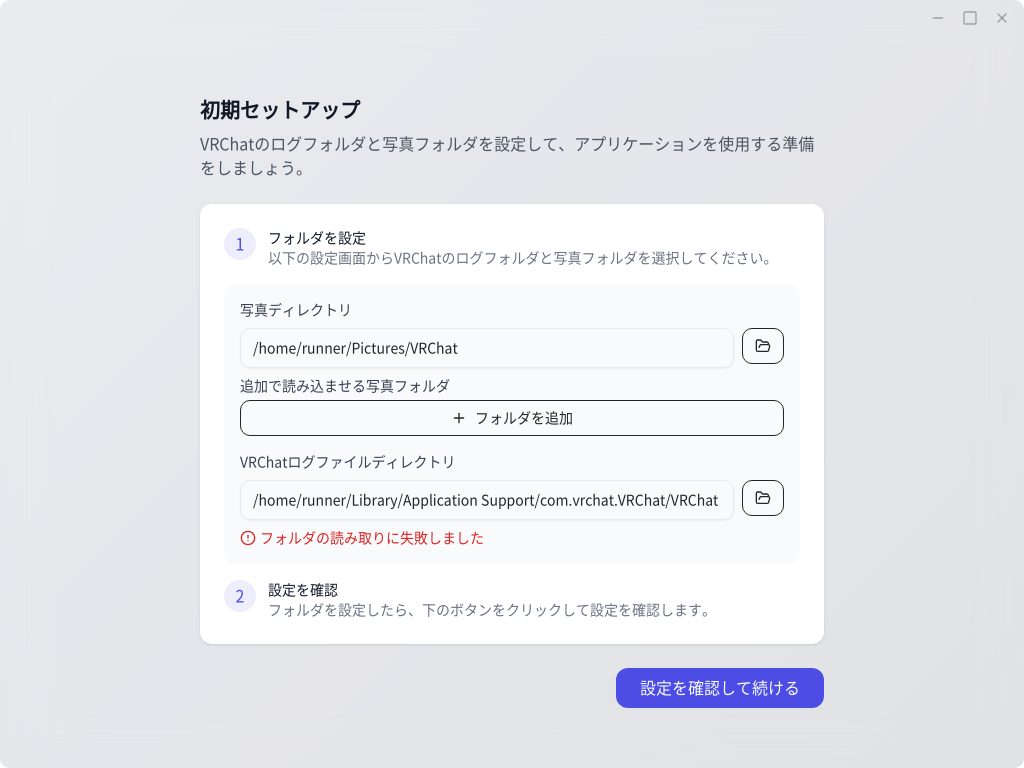 初期セットアップ
VRChatのログフォルダと写真フォルダを設定して、アプリケーションを使用する準備
をしましょう。
1
フォルダを設定
以下の設定画面からVRChatのログフォルダと写真フォルダを選択してください。
写真ディレクトリ
/home/runner/Pictures/VRChat
追加で読み込ませる写真フォルダ
フォルダを追加
VRChatログファイルディレクトリ
/home/runner/Library/Application Support/com.vrchat.VRChat/VRChat
フォルダの読み取りに失敗しました
2
設定を確認
フォルダを設定したら、下のボタンをクリックして設定を確認します。
設定を確認して続ける